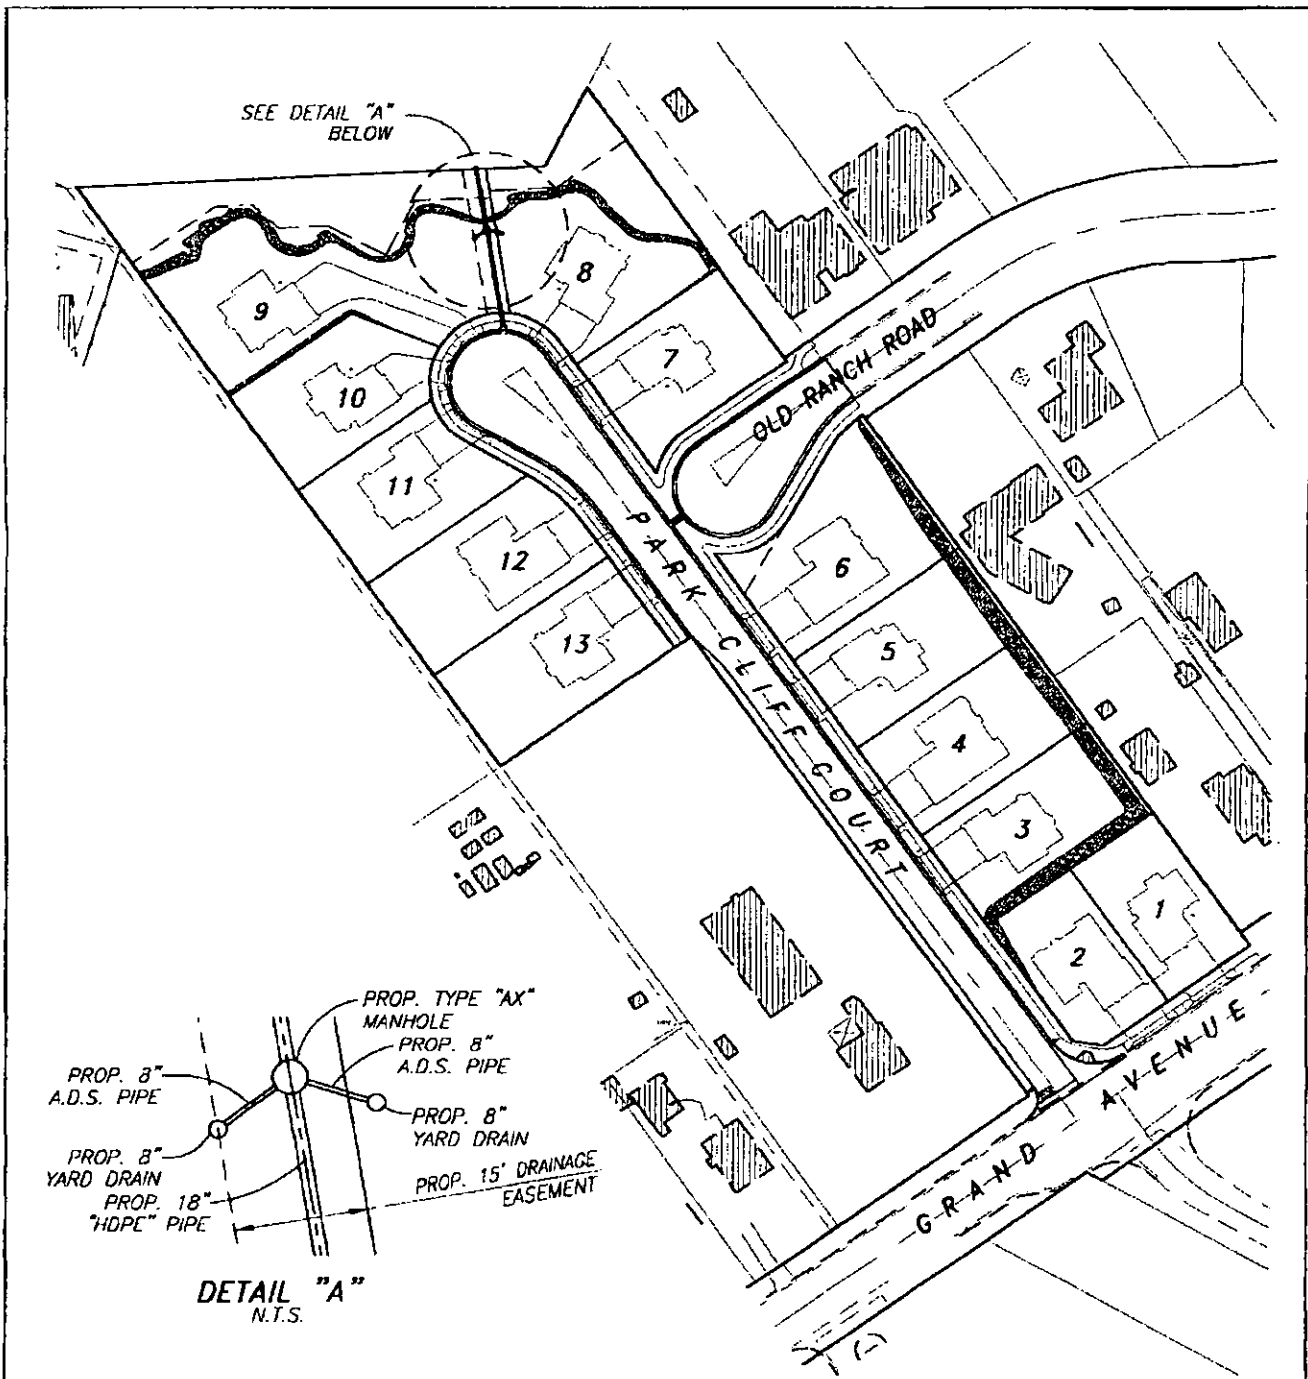 SEE DETAIL "A"
BELOW
8
9
7
10
OLD RANCH ROAD
11
PARK CLIFF COURT
12
6
13
5
4
3
1
2
GRAND AVENUE
PROP. TYPE "AX"
MANHOLE
PROP. 8"
A.D.S. PIPE
PROP. 8"
A.D.S. PIPE
PROP. 8"
YARD DRAIN
PROP. 8"
YARD DRAIN
PROP. 18"
"HDPE" PIPE
PROP. 15' DRAINAGE
EASEMENT
DETAIL "A"
N.T.S.